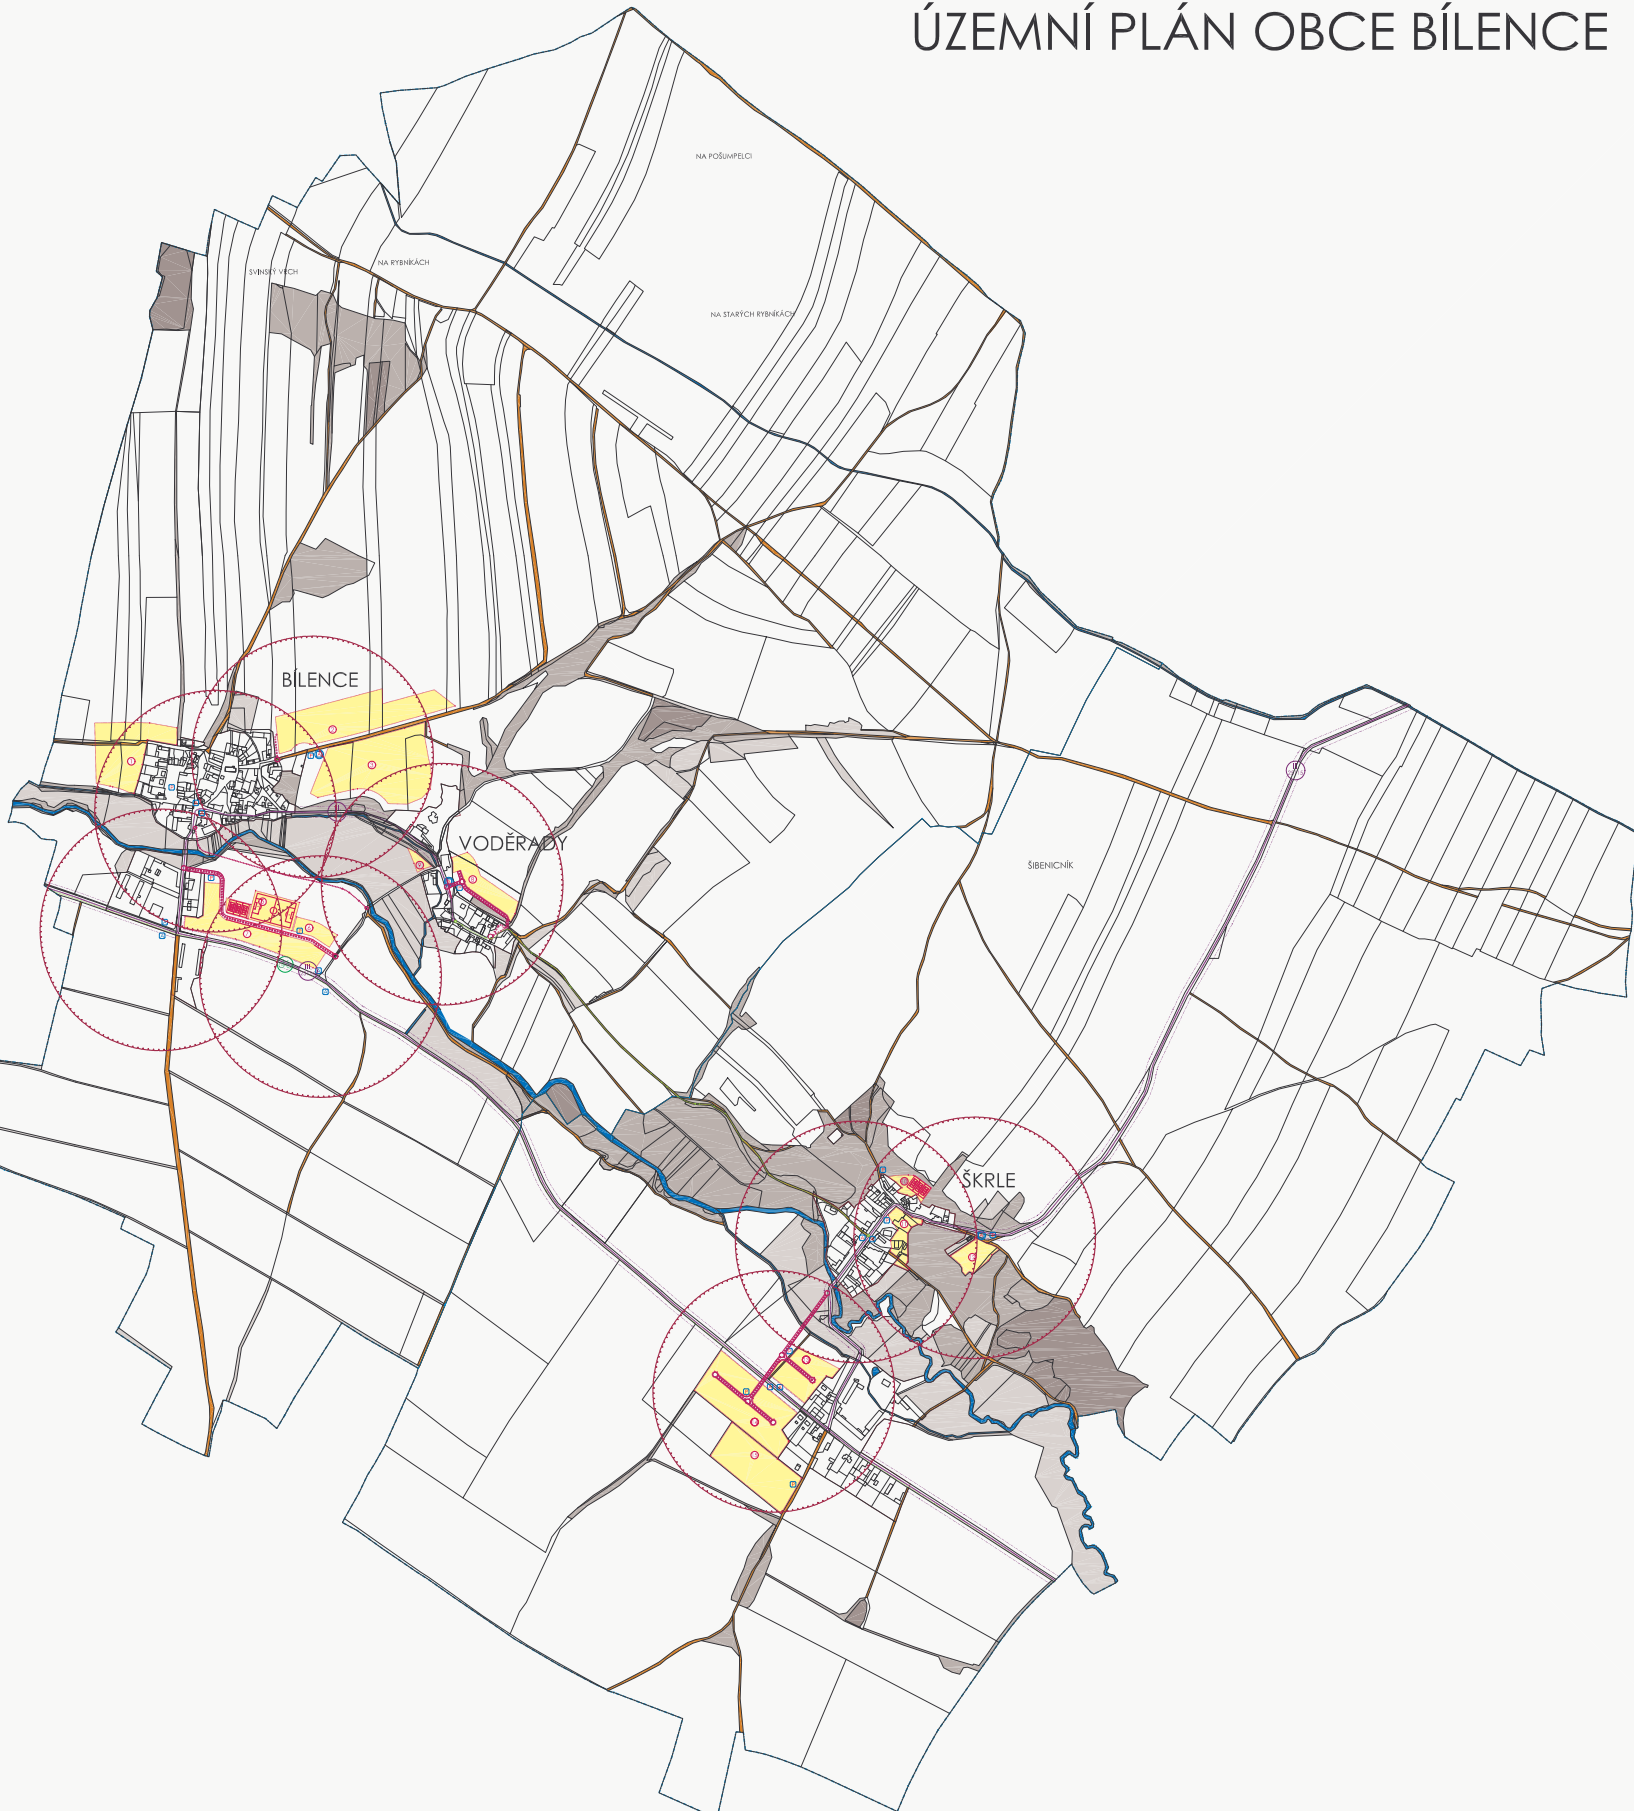 ÚZEMNÍ PLÁN OBCE BÍLENCE
NA POŠUMPELCI
NA RYBNÍKÁCH
SVINSKÝ VRCH
NA STARÝCH RYBNÍKÁCH
BÍLENCE
VODĚRADY
ŠIBENICNÍK
ŠKRLE